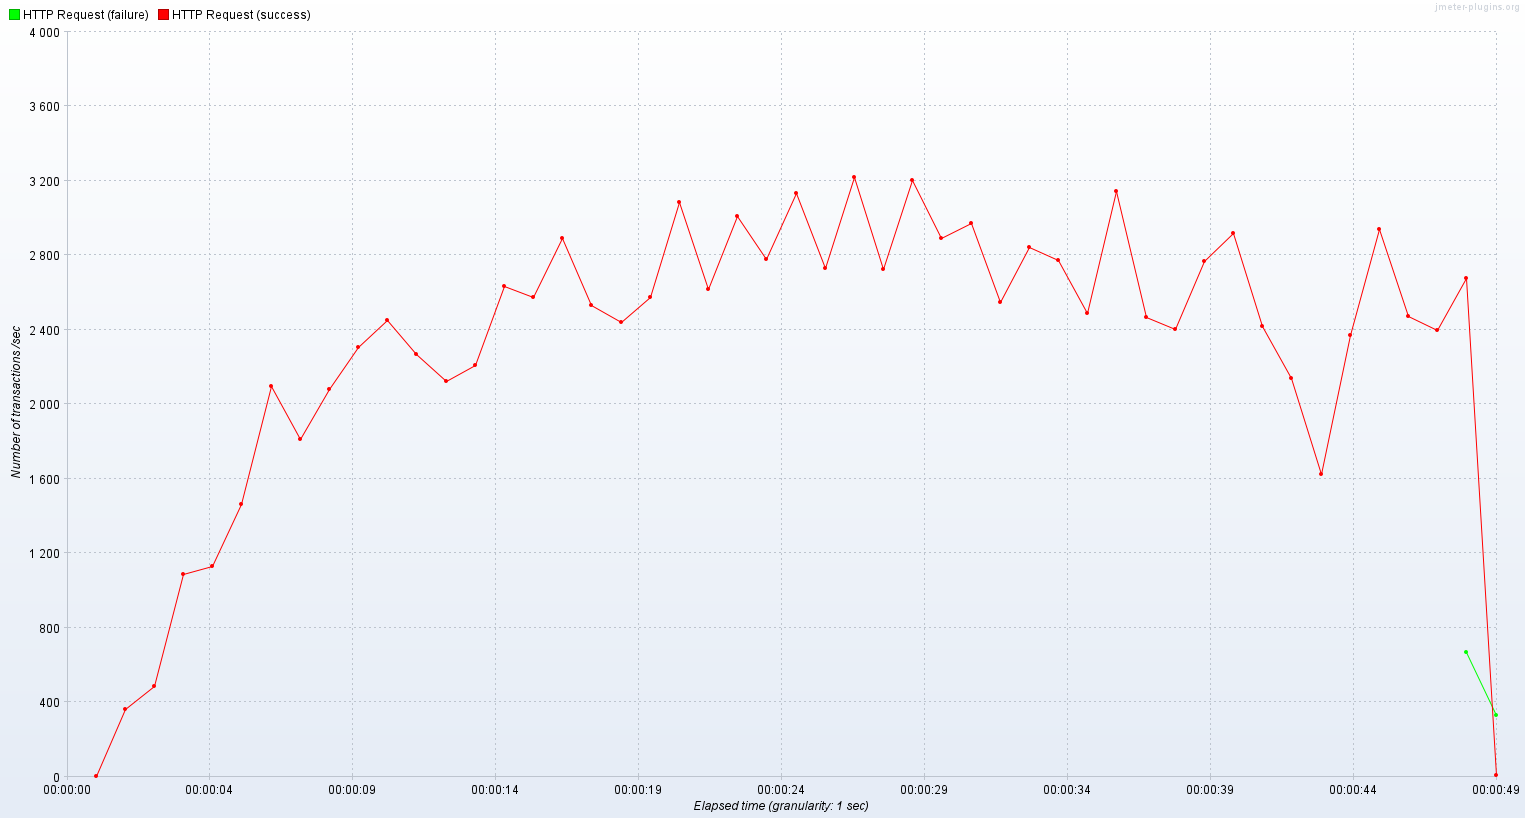 HTTP Request (failure) HTTP Request (success)
jmeter-plugins.org
4 000
3 600
3 200
2 800
2 400
2 000
1 600
1 200
800
400
0
Number of transactions /sec
00:00:00 00:00:04 00:00:09 00:00:14 00:00:19 00:00:24 00:00:29 00:00:34 00:00:39 00:00:44 00:00:49
Elapsed time (granularity: 1 sec)